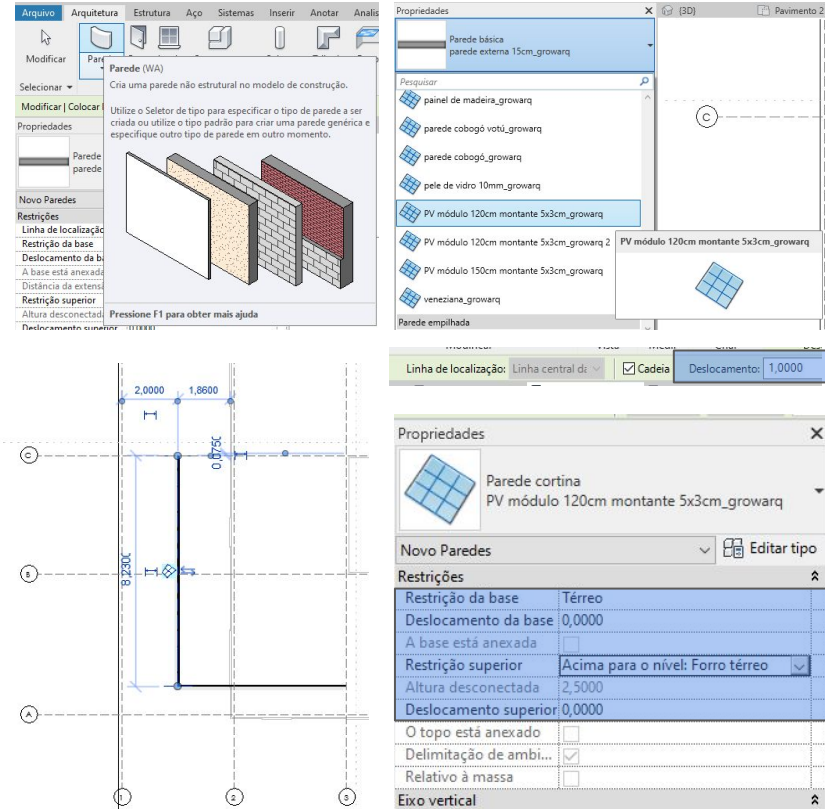 Arquivo Arquitetura Estrutura Aço Sistemas Inserir Anotar Analis
Modificar
Selecionar
Parede (WA)
Cria uma parede não estrutural no modelo de construção.
Utilize o Seletor de tipo para especificar o tipo de parede a ser
criada ou utilize o tipo padrão para criar uma parede genérica e
especifique outro tipo de parede em outro momento.
Pressione F1 para obter mais ajuda
Modificar | Colocar
Propriedades
Parede
parede
Novo Paredes
Restrições
Linha de localização
Restrição da base
Deslocamento da ba
A base está anexada
Distância da extensã
Restrição superior
Altura desconectada
Deslocamento superior 0,0000
Propriedades
Parede básica
parede externa 15cm_growarq
Pesquisar
painel de madeira_growarq
parede cobogó votú_growarq
parede cobogó_growarq
pele de vidro 10mm_growarq
PV módulo 120cm montante 5x3cm_growarq
PV módulo 120cm montante 5x3cm_growarq 2
PV módulo 150cm montante 5x3cm_growarq
veneziana_growarq
Parede empilhada
PV módulo 120cm montante 5x3cm_growarq
{3D}
Pavimento 2
C
Linha de localização: Linha central da
Cadeia
Deslocamento: 1,0000
2,0000 1,8600
0,0750
8,2300
C
B
A
1 2 3
Propriedades
Parede cortina
PV módulo 120cm montante 5x3cm_growarq
Novo Paredes
Editar tipo
Restrições
Restrição da base Térreo
Deslocamento da base 0,0000
A base está anexada
Restrição superior Acima para o nível: Forro térreo
Altura desconectada 2,5000
Deslocamento superior 0,0000
O topo está anexado
Delimitação de ambi...
Relativo à massa
Eixo vertical